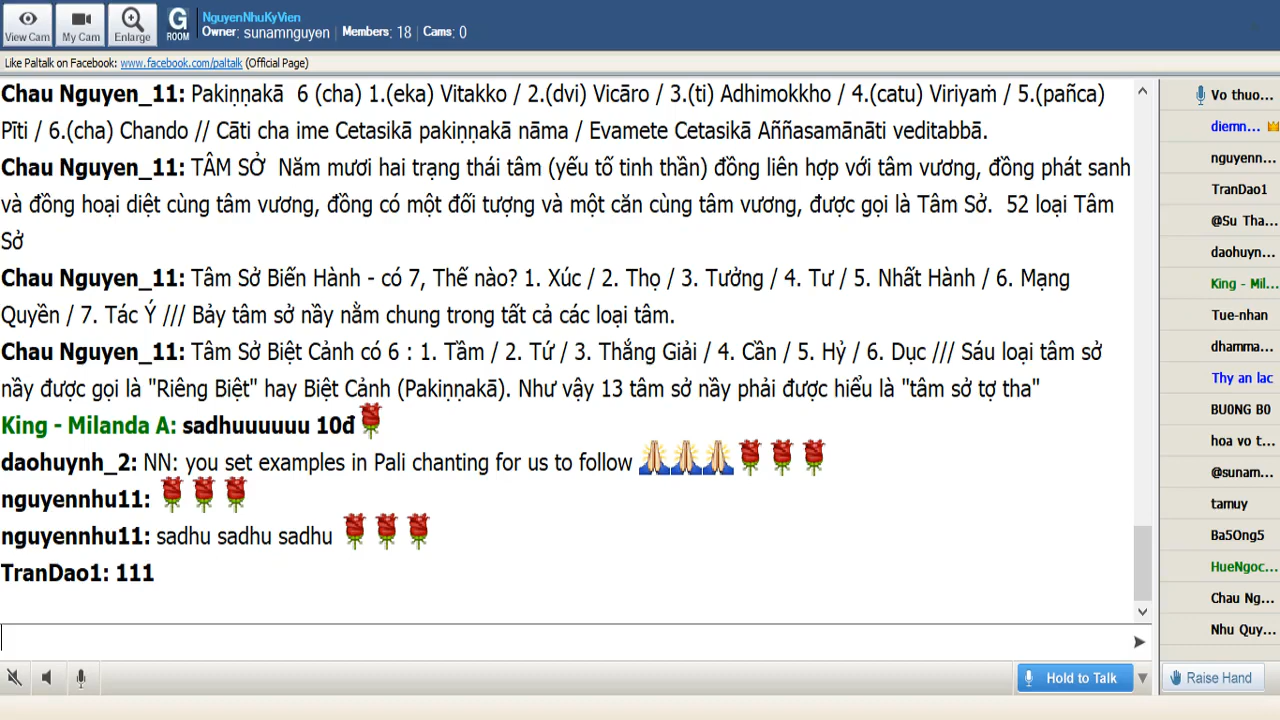 View Cam
My Cam
Enlarge
G
ROOM
NguyenNhuKyVien
Owner: sunamnguyen | Members: 18 | Cams: 0
Like Paltalk on Facebook: www.facebook.com/paltalk (Official Page)
Chau Nguyen_11: Pakiṇṇakā 6 (cha) 1.(eka) Vitakko / 2.(dvi) Vicāro / 3.(ti) Adhimokkho / 4.(catu) Viriyaṁ / 5.(pañca)
Pīti / 6.(cha) Chando // Cāti cha ime Cetasikā pakiṇṇakā nāma / Evamete Cetasikā Aññasamānāti veditabbā.
Chau Nguyen_11: TÂM SỞ Năm mươi hai trạng thái tâm (yếu tố tinh thần) đồng liên hợp với tâm vương, đồng phát sanh
và đồng hoại diệt cùng tâm vương, đồng có một đối tượng và một căn cùng tâm vương, được gọi là Tâm Sở. 52 loại Tâm
Sở
Chau Nguyen_11: Tâm Sở Biến Hành - có 7, Thế nào? 1. Xúc / 2. Thọ / 3. Tưởng / 4. Tư / 5. Nhất Hành / 6. Mạng
Quyền / 7. Tác Ý /// Bảy tâm sở nầy nằm chung trong tất cả các loại tâm.
Chau Nguyen_11: Tâm Sở Biệt Cảnh có 6 : 1. Tầm / 2. Tứ / 3. Thắng Giải / 4. Cần / 5. Hỷ / 6. Dục /// Sáu loại tâm sở
nầy được gọi là "Riêng Biệt" hay Biệt Cảnh (Pakiṇṇakā). Như vậy 13 tâm sở nầy phải được hiểu là "tâm sở tợ tha"
King - Milanda A: sadhuuuuuu 10đ
daohuynh_2: NN: you set examples in Pali chanting for us to follow
nguyennhu11:
nguyennhu11: sadhu sadhu sadhu
TranDao1: 111
Vo thuo...
diemn...
nguyenn...
TranDao1
@Su Tha...
daohuyn...
King - Mil...
Tue-nhan
dhamma...
Thy an lac
BU0NG B0
hoa vo t...
@sunam...
tamuy
Ba5Ong5
HueNgoc...
Chau Ng...
Nhu Quy...
Hold to Talk
Raise Hand